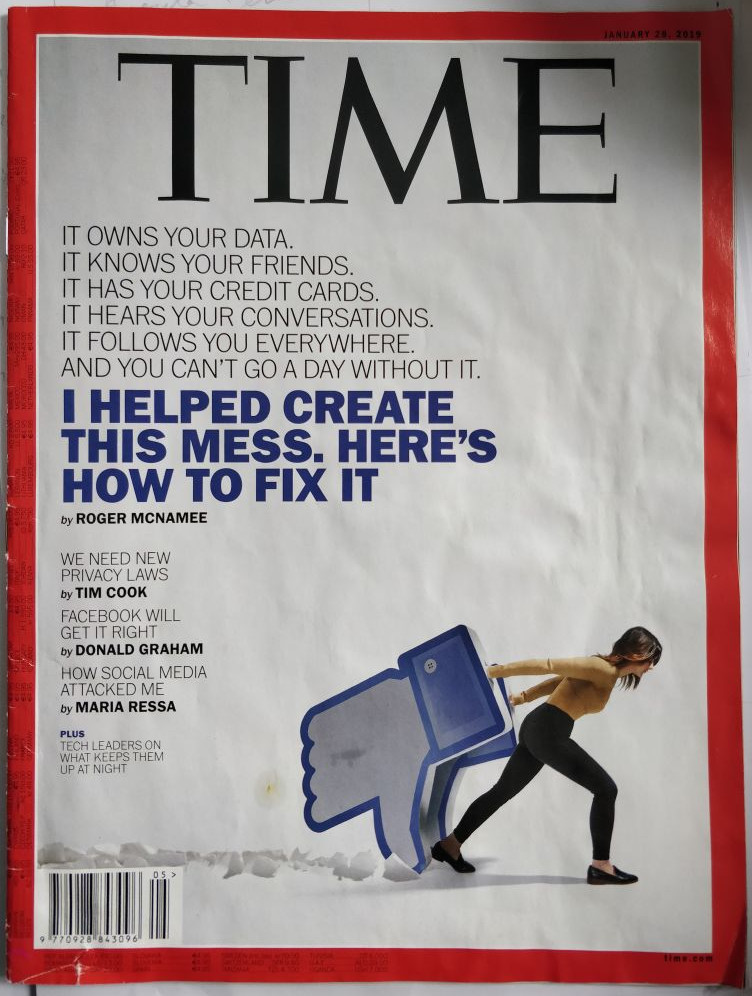 JANUARY 28, 2019
TIME
IT OWNS YOUR DATA.
IT KNOWS YOUR FRIENDS.
IT HAS YOUR CREDIT CARDS.
IT HEARS YOUR CONVERSATIONS.
IT FOLLOWS YOU EVERYWHERE.
AND YOU CAN'T GO A DAY WITHOUT IT.
I HELPED CREATE
THIS MESS. HERE'S
HOW TO FIX IT
by ROGER MCNAMEE
WE NEED NEW
PRIVACY LAWS
by TIM COOK
FACEBOOK WILL
GET IT RIGHT
by DONALD GRAHAM
HOW SOCIAL MEDIA
ATTACKED ME
by MARIA RESSA
PLUS
TECH LEADERS ON
WHAT KEEPS THEM
UP AT NIGHT
05 >
9 770928 843096
time.com